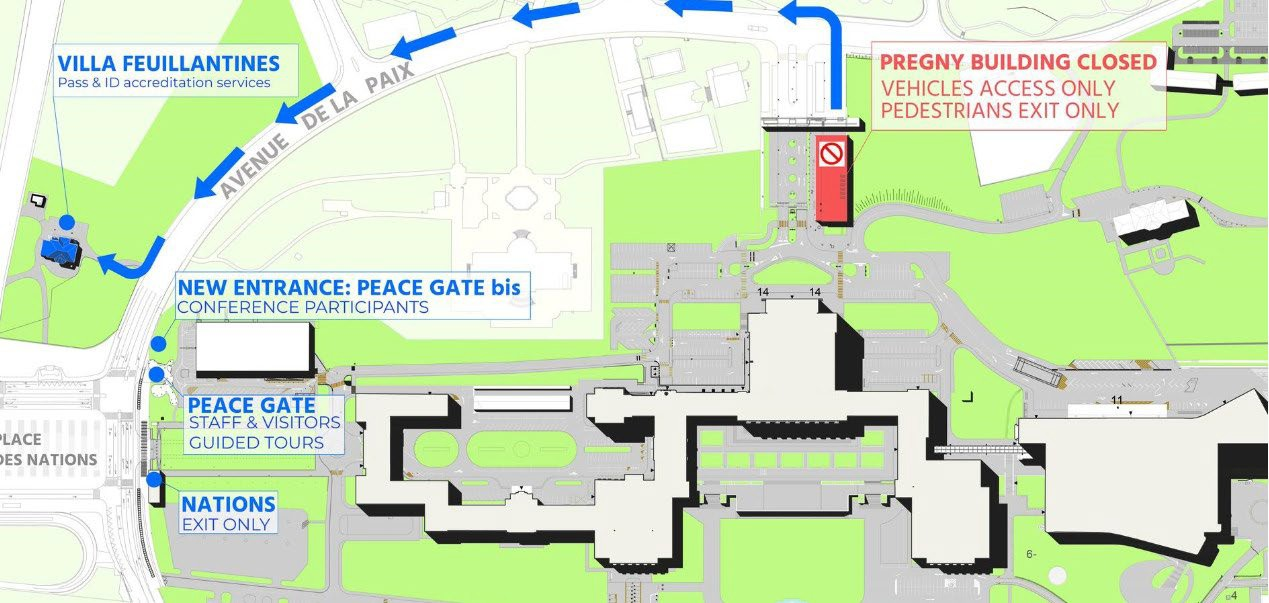 VILLA FEUILLANTINES
Pass & ID accreditation services
AVENUE DE LA PAIX
PREGNY BUILDING CLOSED
VEHICLES ACCESS ONLY
PEDESTRIANS EXIT ONLY
NEW ENTRANCE: PEACE GATE bis
CONFERENCE PARTICIPANTS
14
14
PEACE GATE
STAFF & VISITORS
GUIDED TOURS
11
PLACE
DES NATIONS
NATIONS
EXIT ONLY
6-
4